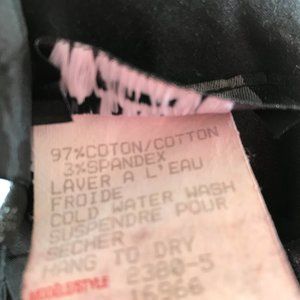 97%COTON/COTTON
3%SPANDEX
LAVER A L'EAU
FROIDE
COLD WATER WASH
SUSPENDRE POUR
SECHER
HANG TO DRY
2380-5
16966